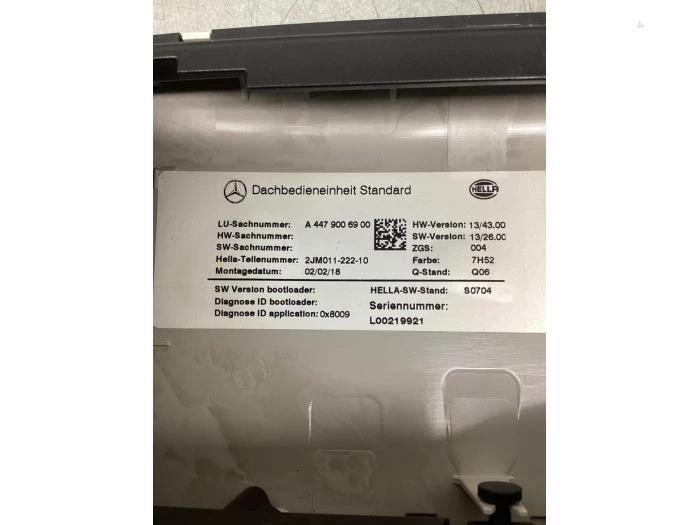 Dachbedieneinheit Standard HELLA
LU-Sachnummer: A 447 900 69 00 HW-Version: 13/43.00
HW-Sachnummer: SW-Version: 13/26.00
SW-Sachnummer: ZGS: 004
Hella-Teilenummer: 2JM011-222-10 Farbe: 7H52
Montagedatum: 02/02/16 Q-Stand: Q06
SW Version bootloader: HELLA-SW-Stand: S0704
Diagnose ID bootloader: Seriennummer:
Diagnose ID application: 0x8009 L00219921